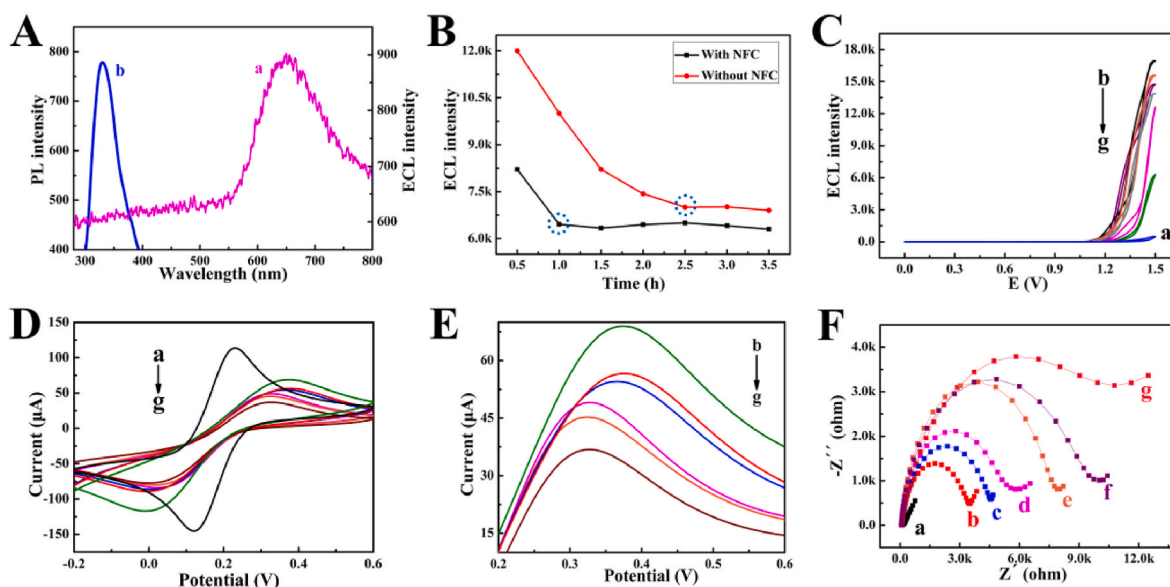 A
PL intensity
800
750
700
650
600
550
500
450
400
b
a
900
800
700
600
ECL intensity
300
400
500
600
700
800
Wavelength (nm)
B
ECL intensity
12.0k
10.5k
9.0k
7.5k
6.0k
With NFC
Without NFC
0.5
1.0
1.5
2.0
2.5
3.0
3.5
Time (h)
C
ECL intensity
18.0k
15.0k
12.0k
9.0k
6.0k
3.0k
0.0
b
g
a
0.0
0.3
0.6
0.9
1.2
1.5
E (V)
D
Current (μA)
150
100
50
0
-50
-100
-150
a
g
-0.2
0.0
0.2
0.4
0.6
Potential (V)
E
Current (μA)
60
45
30
15
b
g
0.2
0.3
0.4
0.5
0.6
Potential (V)
F
-Z´´ (ohm)
4.0k
3.0k
2.0k
1.0k
0.0
a
b
c
d
e
f
g
0.0
3.0k
6.0k
9.0k
12.0k
Z´ (ohm)